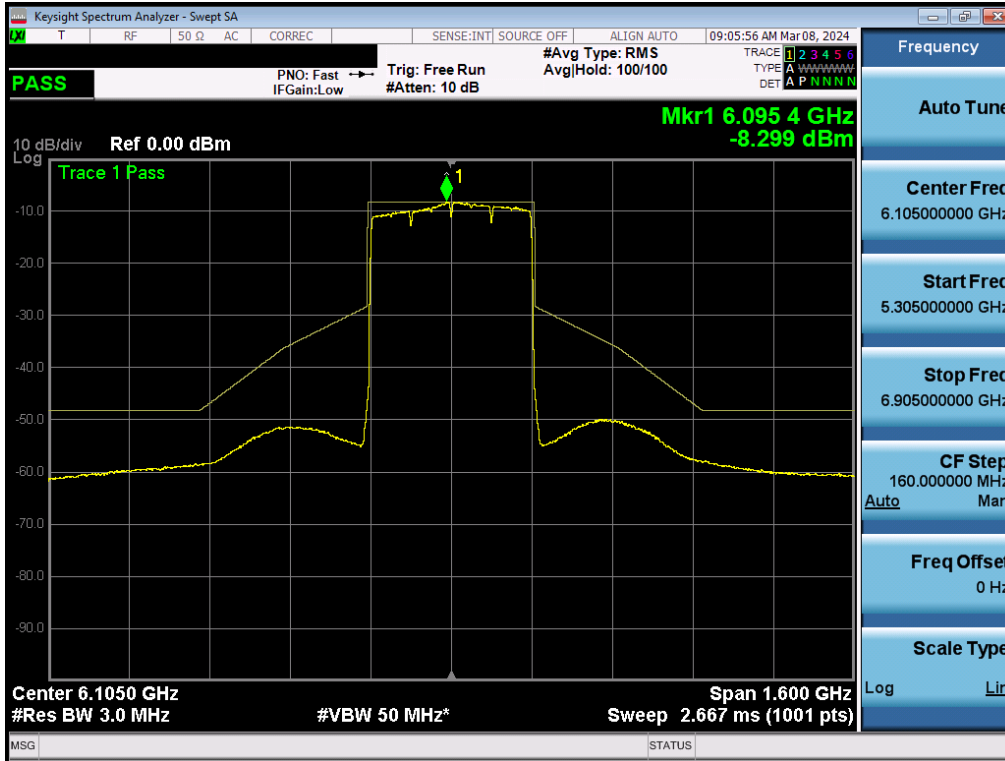 Keysight Spectrum Analyzer - Swept SA
LXI T RF 50 Ω AC CORREC SENSE:INT SOURCE OFF ALIGN AUTO 09:05:56 AM Mar 08, 2024
Frequency
PASS
PNO: Fast
IFGain:Low
Trig: Free Run
#Atten: 10 dB
#Avg Type: RMS
Avg|Hold: 100/100
TRACE 1 2 3 4 5 6
TYPE A WWWWW
DET A P N N N N
Mkr1 6.095 4 GHz
-8.299 dBm
10 dB/div Ref 0.00 dBm
Log
Trace 1 Pass
1
-10.0
-20.0
-30.0
-40.0
-50.0
-60.0
-70.0
-80.0
-90.0
Center 6.1050 GHz Span 1.600 GHz
#Res BW 3.0 MHz #VBW 50 MHz* Sweep 2.667 ms (1001 pts)
MSG STATUS
Auto Tune
Center Freq
6.105000000 GHz
Start Freq
5.305000000 GHz
Stop Freq
6.905000000 GHz
CF Step
160.000000 MHz
Auto Man
Freq Offset
0 Hz
Scale Type
Log Lin